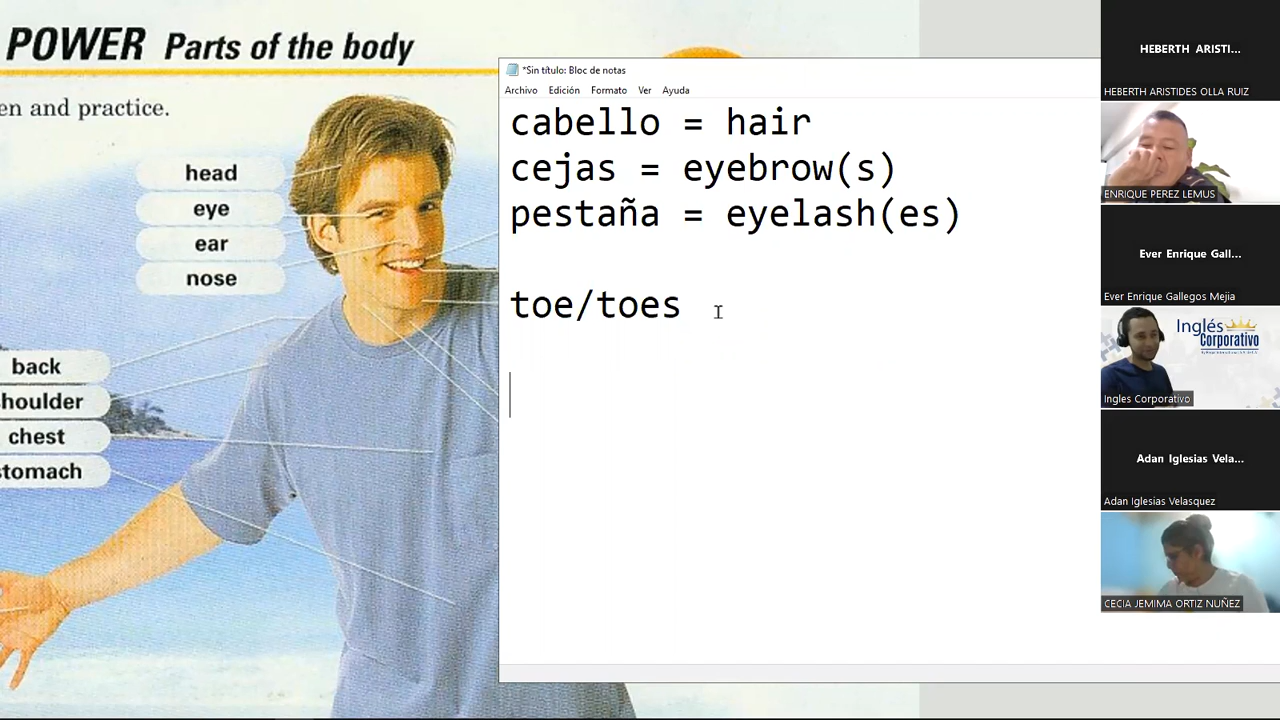 POWER Parts of the body
en and practice.
head
eye
ear
nose
back
shoulder
chest
stomach
*Sin título: Bloc de notas
Archivo Edición Formato Ver Ayuda
cabello = hair
cejas = eyebrow(s)
pestaña = eyelash(es)
toe/toes
HEBERTH ARISTI...
HEBERTH ARISTIDES OLLA RUIZ
ENRIQUE PEREZ LEMUS
Ever Enrique Gall...
Ever Enrique Gallegos Mejia
Inglés
Corporativo
Ingles Corporativo
Adan Iglesias Vela...
Adan Iglesias Velasquez
CECIA JEMIMA ORTIZ NUÑEZ